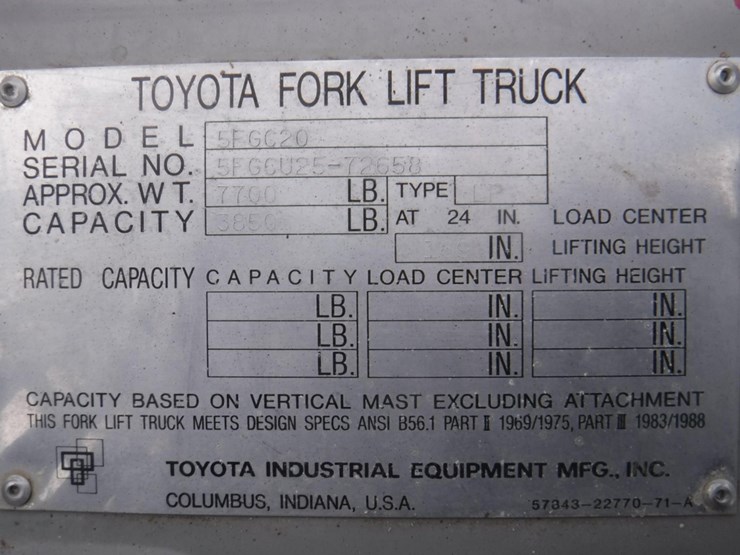 TOYOTA FORK LIFT TRUCK
MODEL 5FGC20
SERIAL NO. 5FGCU25-72658
APPROX. WT. 7700 LB. TYPE LP
CAPACITY 3850 LB. AT 24 IN. LOAD CENTER
IN. LIFTING HEIGHT
RATED CAPACITY CAPACITY LOAD CENTER LIFTING HEIGHT
LB. IN. IN.
LB. IN. IN.
LB. IN. IN.
CAPACITY BASED ON VERTICAL MAST EXCLUDING ATTACHMENT
THIS FORK LIFT TRUCK MEETS DESIGN SPECS ANSI B56.1 PART II 1969/1975, PART III 1983/1988
TOYOTA INDUSTRIAL EQUIPMENT MFG., INC.
COLUMBUS, INDIANA, U.S.A. 57843-22770-71-A